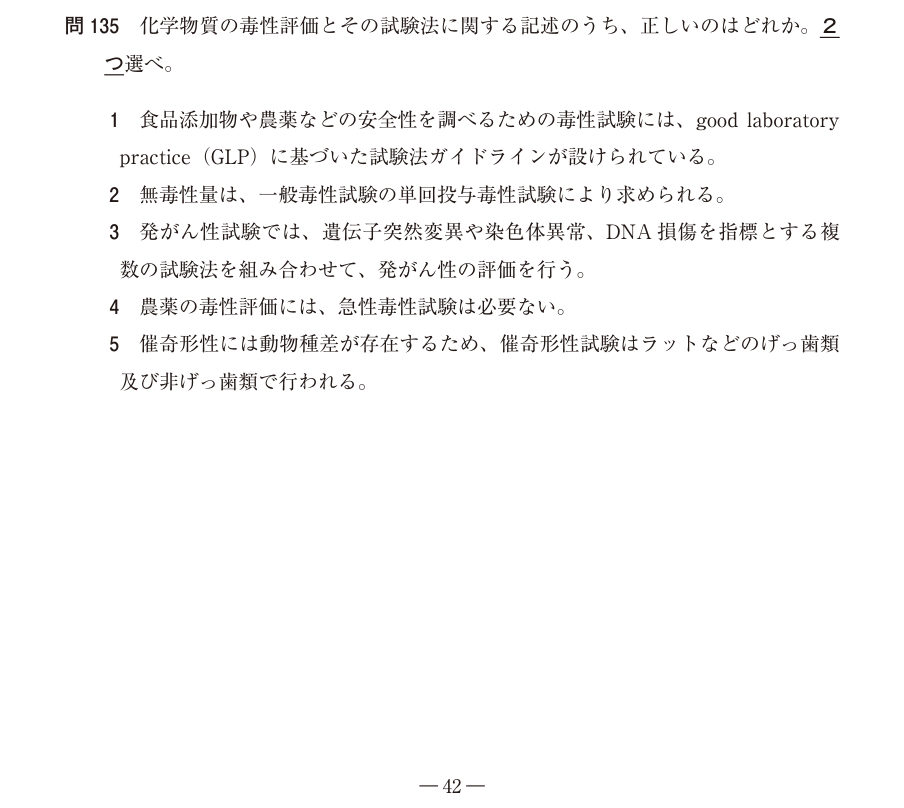 問 135 化学物質の毒性評価とその試験法に関する記述のうち、正しいのはどれか。2
つ選べ。
1 食品添加物や農薬などの安全性を調べるための毒性試験には、good laboratory
practice（GLP）に基づいた試験法ガイドラインが設けられている。
2 無毒性量は、一般毒性試験の単回投与毒性試験により求められる。
3 発がん性試験では、遺伝子突然変異や染色体異常、DNA 損傷を指標とする複
数の試験法を組み合わせて、発がん性の評価を行う。
4 農薬の毒性評価には、急性毒性試験は必要ない。
5 催奇形性には動物種差が存在するため、催奇形性試験はラットなどのげっ歯類
及び非げっ歯類で行われる。
— 42 —